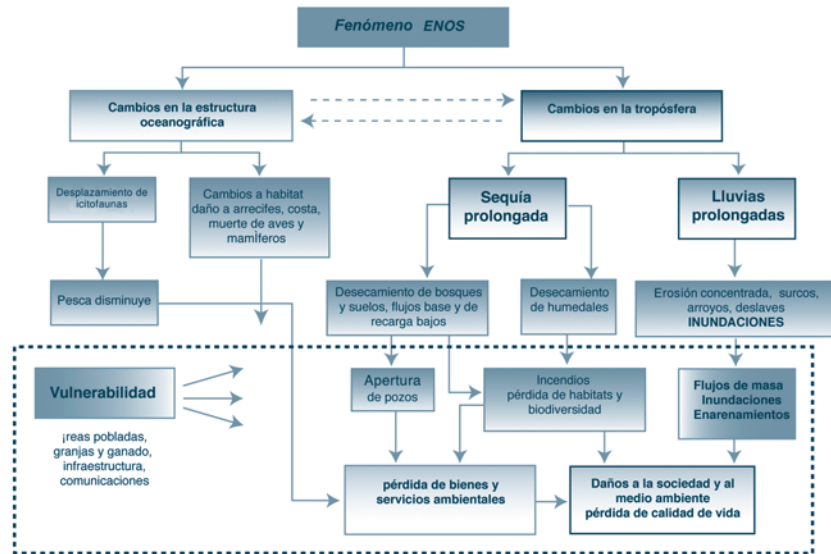 Fenómeno ENOS
Cambios en la estructura
oceanográfica
Cambios en la tropósfera
Desplazamiento de
icitofaunas
Cambios a habitat
daño a arrecifes, costa,
muerte de aves y
mamíferos
Sequía
prolongada
Lluvias
prolongadas
Pesca disminuye
Desecamiento de bosques
y suelos, flujos base y de
recarga bajos
Desecamiento
de humedales
Erosión concentrada, surcos,
arroyos, deslaves
INUNDACIONES
Vulnerabilidad
¡reas pobladas,
granjas y ganado,
infraestructura,
comunicaciones
Apertura
de pozos
Incendios
pérdida de habitats y
biodiversidad
Flujos de masa
Inundaciones
Enarenamientos
pérdida de bienes y
servicios ambientales
Daños a la sociedad y al
medio ambiente
pérdida de calidad de vida